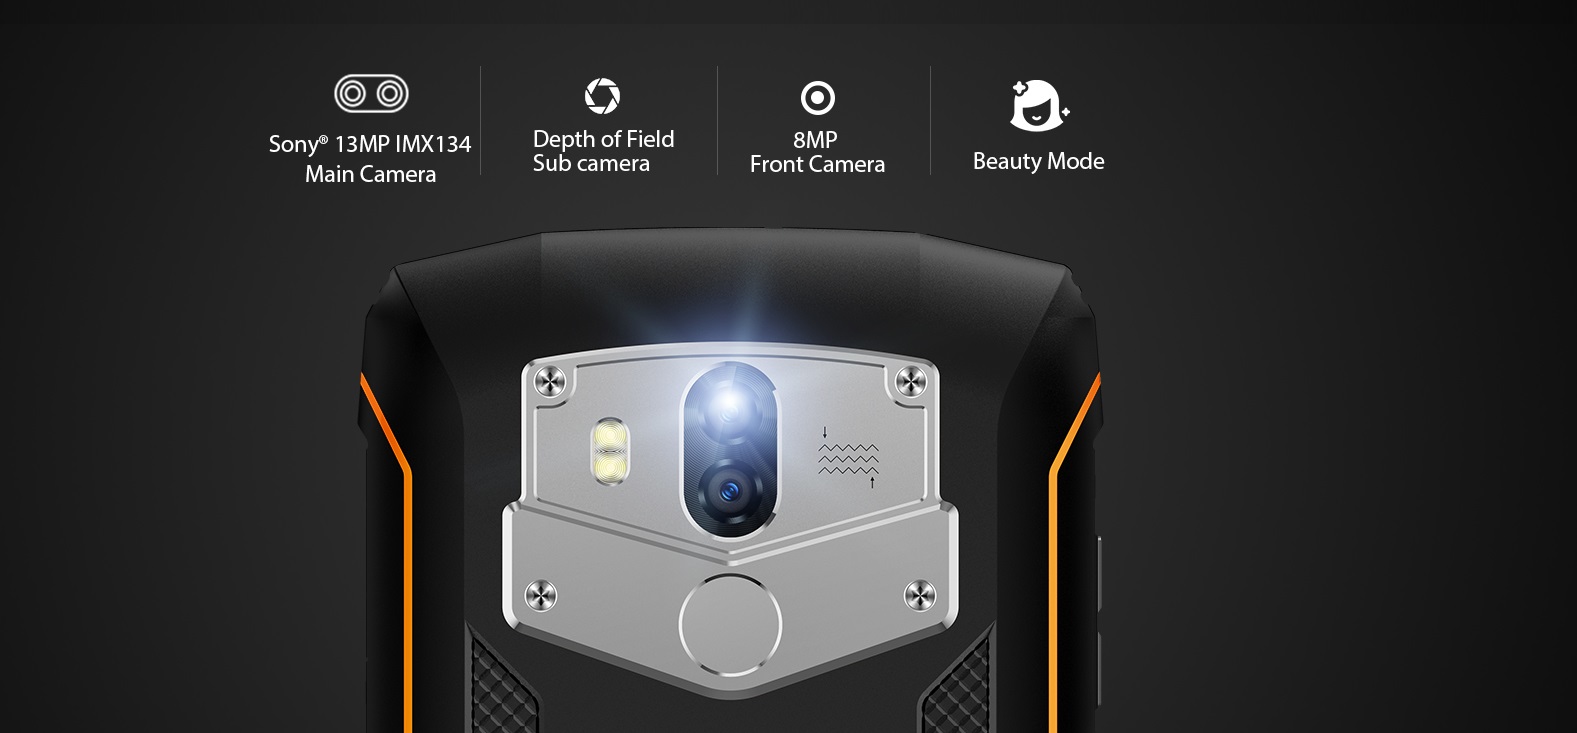 Sony® 13MP IMX134
Main Camera
Depth of Field
Sub camera
8MP
Front Camera
Beauty Mode